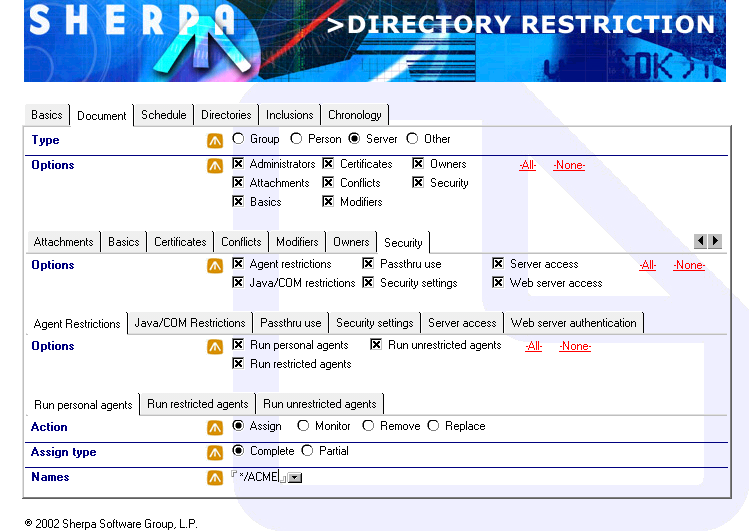 SHERPA
>DIRECTORY RESTRICTION
Basics Document Schedule Directories Inclusions Chronology
Type Group Person Server Other
Options Administrators Certificates Owners -All- -None-
Attachments Conflicts Security
Basics Modifiers
Attachments Basics Certificates Conflicts Modifiers Owners Security
Options Agent restrictions Passthru use Server access -All- -None-
Java/COM restrictions Security settings Web server access
Agent Restrictions Java/COM Restrictions Passthru use Security settings Server access Web server authentication
Options Run personal agents Run unrestricted agents -All- -None-
Run restricted agents
Run personal agents Run restricted agents Run unrestricted agents
Action Assign Monitor Remove Replace
Assign type Complete Partial
Names */ACME
© 2002 Sherpa Software Group, L.P.